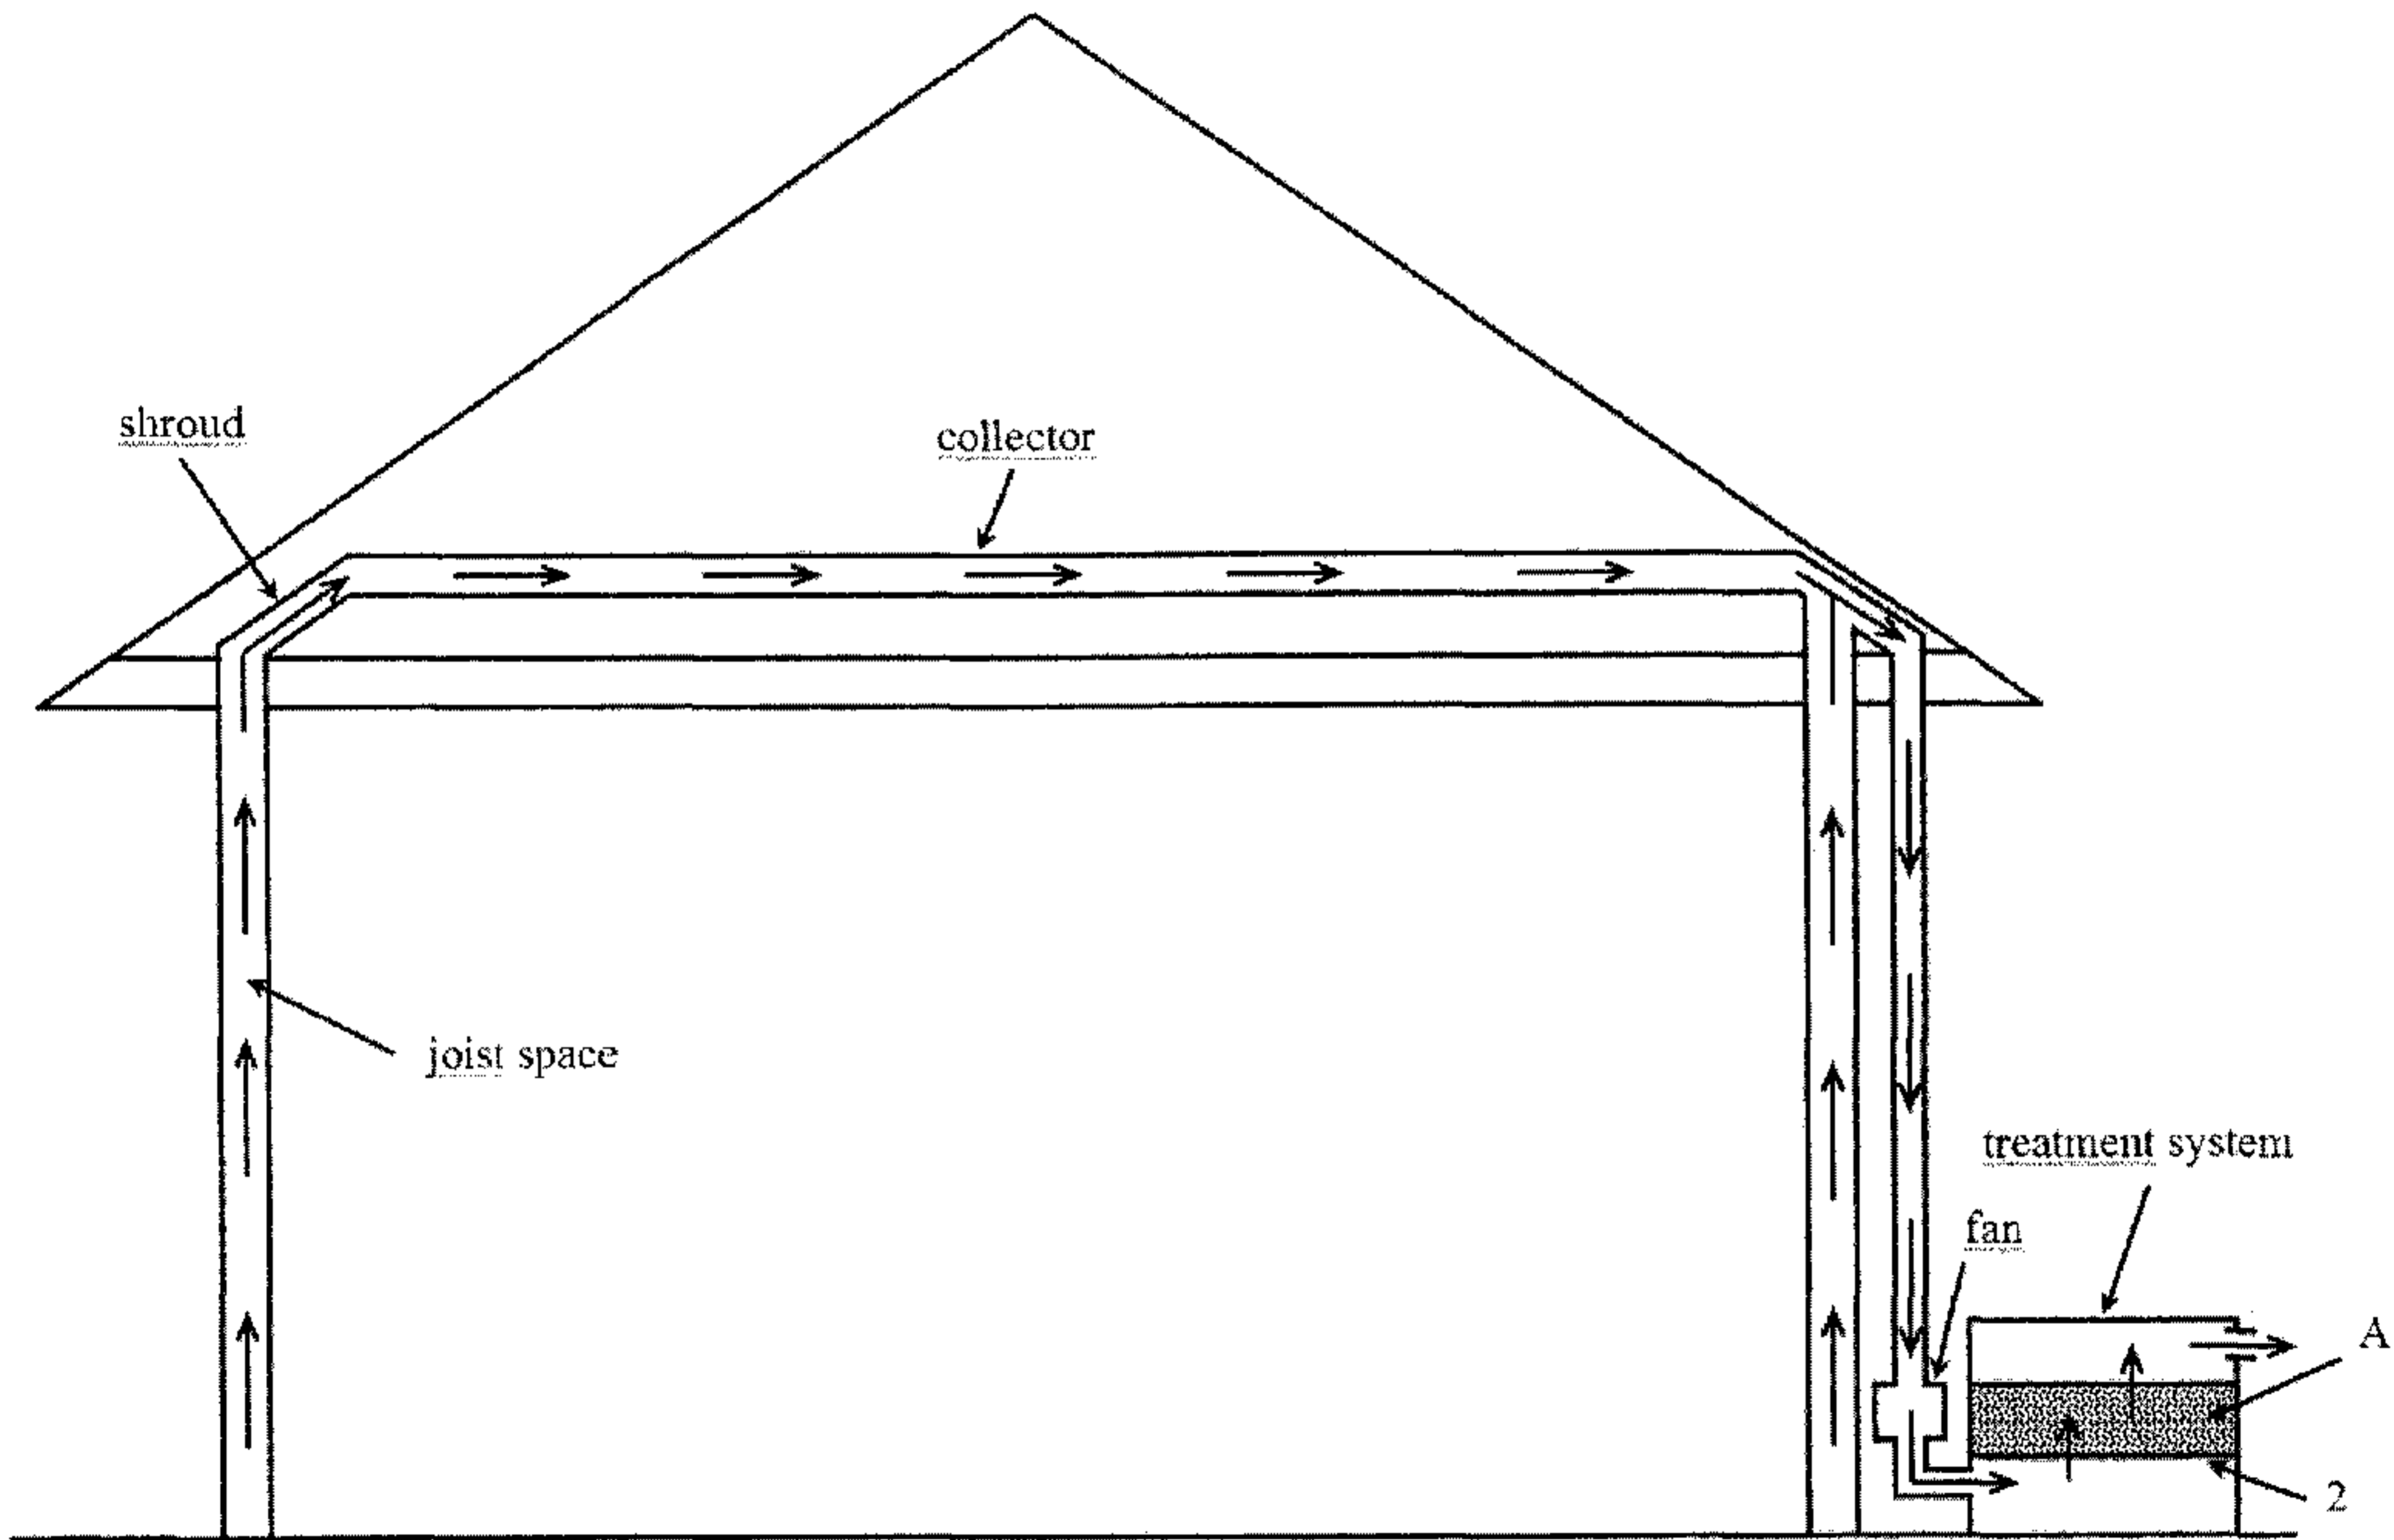 shroud
collector
joist space
treatment system
fan
A
2